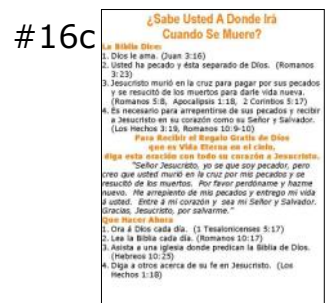 #16c
¿Sabe Usted A Donde Irá
Cuando Se Muere?
La Biblia Dice:
1. Dios le ama. (Juan 3:16)
2. Usted ha pecado y ésta separado de Dios. (Romanos
3:23)
3. Jesucristo murió en la cruz para pagar por sus pecados
y se resucitó de los muertos para darle vida nueva.
(Romanos 5:8, Apocalipsis 1:18, 2 Corintios 5:17)
4. Es necesario para arrepentirse de sus pecados y recibir
a Jesucristo en su corazón como su Señor y Salvador.
(Los Hechos 3:19, Romanos 10:9-10)
Para Recibir el Regalo Gratis de Dios
que es Vida Eterna en el cielo,
diga esta oración con todo su corazón a Jesucristo.
"Señor Jesucristo, yo se que soy pecador, pero
creo que usted murió en la cruz por mis pecados y se
resucitó de los muertos. Por favor perdóname y hazme
nuevo. Me arrepiento de mis pecados y entrego mi vida
á usted. Entre á mi corazón y sea mi Señor y Salvador.
Gracias, Jesucristo, por salvarme."
Que Hacer Ahora
1. Ora á Dios cada día. (1 Tesalonicenses 5:17)
2. Lea la Biblia cada día. (Romanos 10:17)
3. Asista a una iglesia donde predican la Biblia de Dios.
(Hebreos 10:25)
4. Diga a otros acerca de su fe en Jesucristo. (Los
Hechos 1:18)